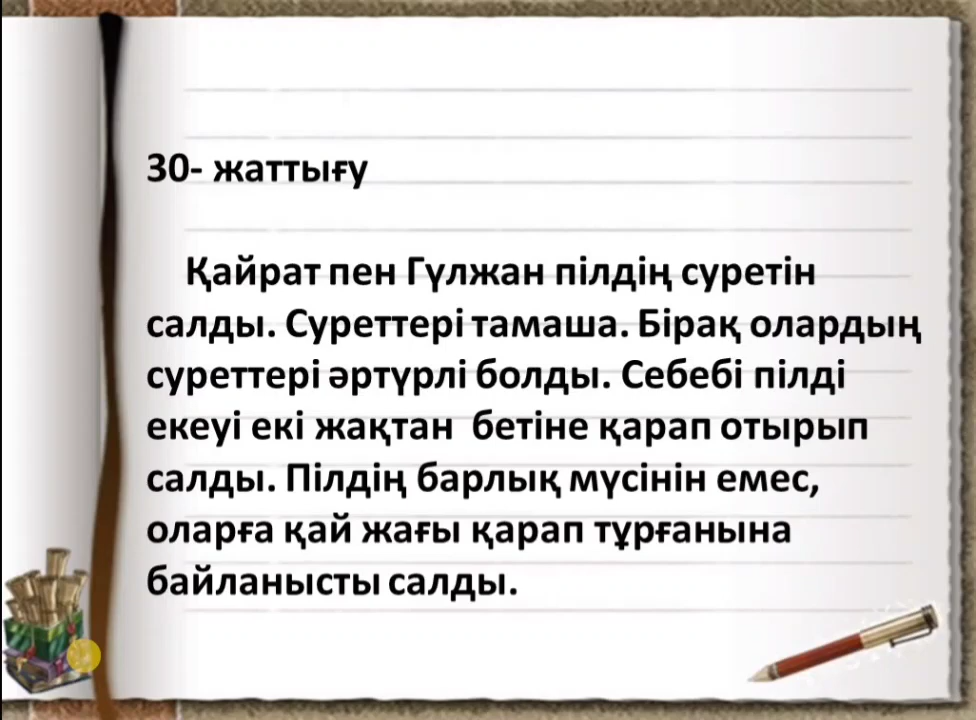 30- жаттығу
Қайрат пен Гүлжан пілдің суретін
салды. Суреттері тамаша. Бірақ олардың
суреттері әртүрлі болды. Себебі пілді
екеуі екі жақтан  бетіне қарап отырып
салды. Пілдің барлық мүсінін емес,
оларға қай жағы қарап тұрғанына
байланысты салды.